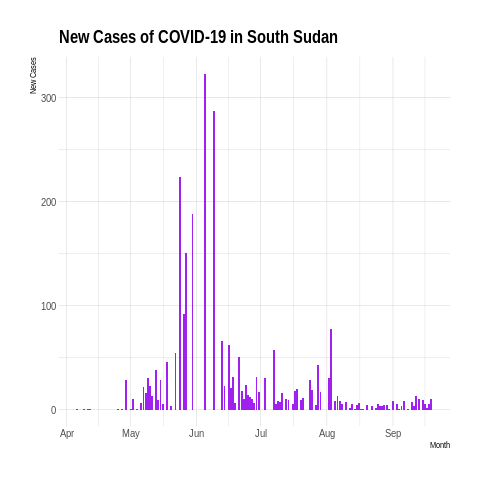 New Cases of COVID-19 in South Sudan
New Cases
300
200
100
0
Apr May Jun Jul Aug Sep
Month